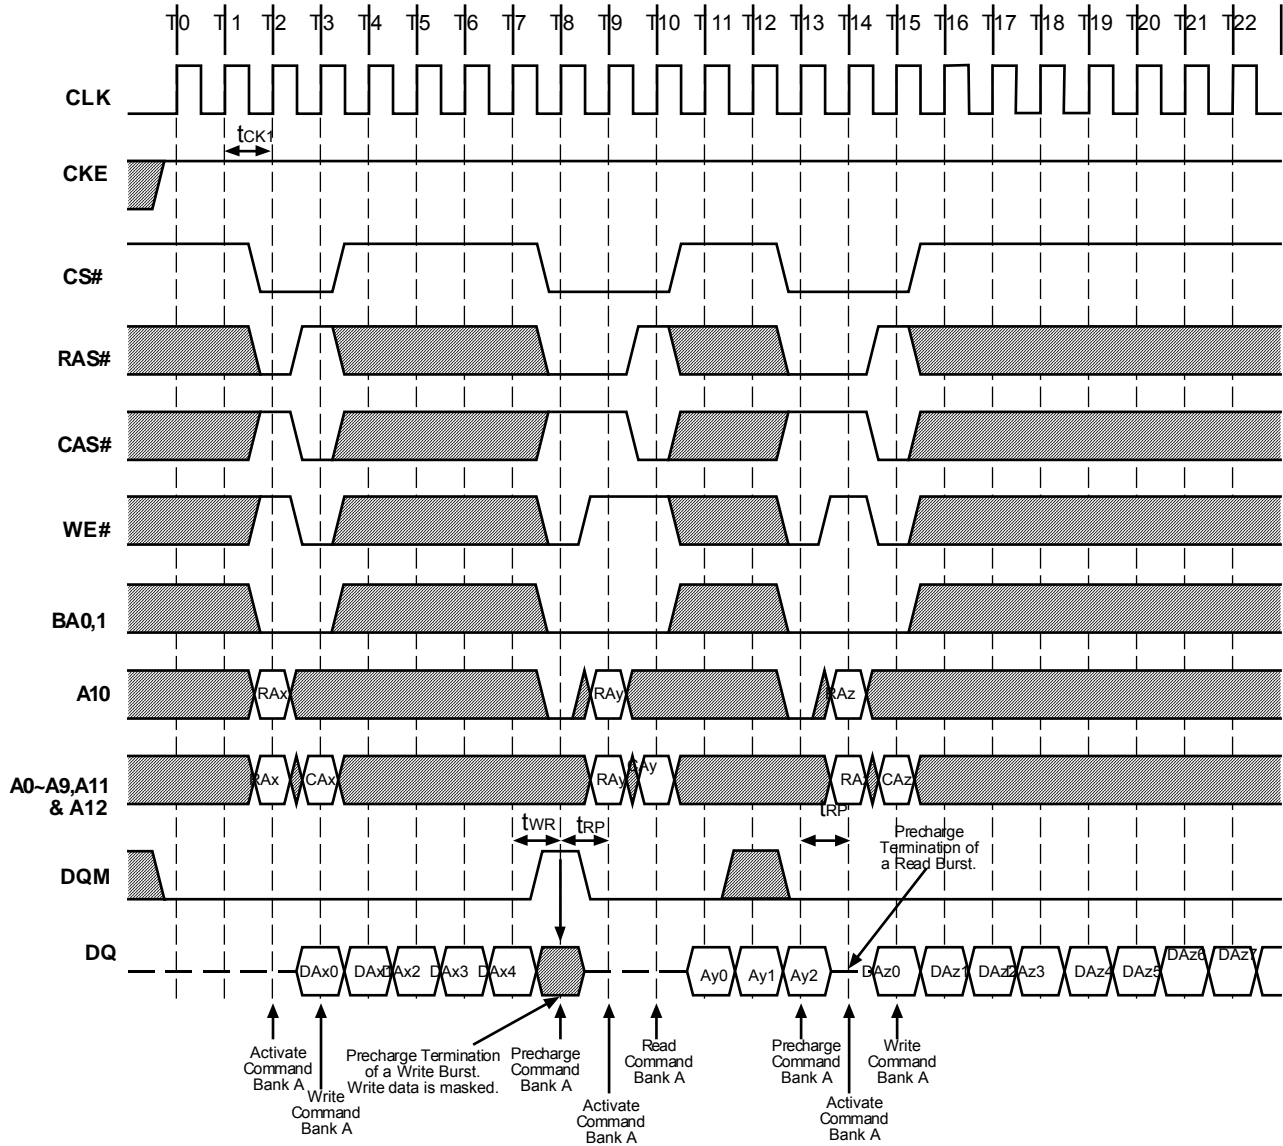 T0 T1 T2 T3 T4 T5 T6 T7 T8 T9 T10 T11 T12 T13 T14 T15 T16 T17 T18 T19 T20 T21 T22
CLK
tCK1
CKE
CS#
RAS#
CAS#
WE#
BA0,1
A10
RAx RAy RAz
A0~A9,A11
& A12
RAx CAx RAy CAy RAz CAz
tWR tRP tRP
Precharge
Termination of
a Read Burst.
DQM
DQ
DAx0 DAx1 DAx2 DAx3 DAx4 Ay0 Ay1 Ay2 DAz0 DAz1 DAz2 DAz3 DAz4 DAz5 DAz6 DAz7
Activate
Command
Bank A
Write
Command
Bank A
Precharge Termination
of a Write Burst.
Write data is masked.
Precharge
Command
Bank A
Activate
Command
Bank A
Read
Command
Bank A
Precharge
Command
Bank A
Activate
Command
Bank A
Write
Command
Bank A